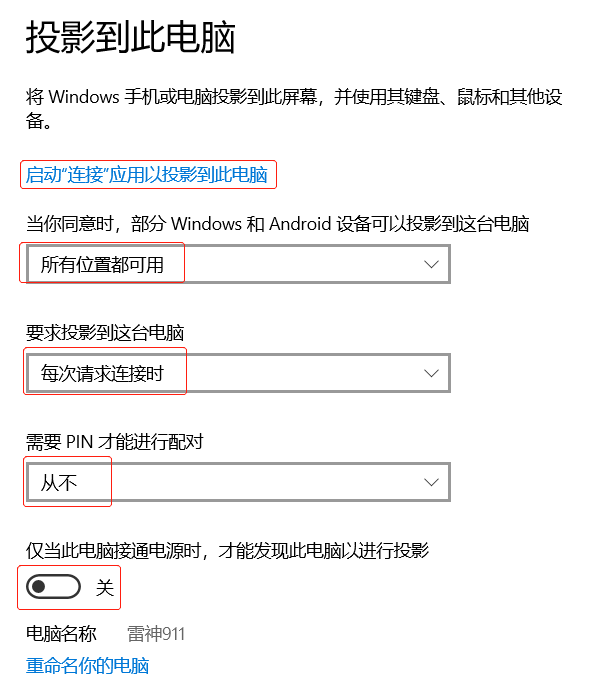 投影到此电脑
将 Windows 手机或电脑投影到此屏幕，并使用其键盘、鼠标和其他设
备。
启动“连接”应用以投影到此电脑
当你同意时，部分 Windows 和 Android 设备可以投影到这台电脑
所有位置都可用
要求投影到这台电脑
每次请求连接时
需要 PIN 才能进行配对
从不
仅当此电脑接通电源时，才能发现此电脑以进行投影
关
电脑名称 雷神911
重命名你的电脑